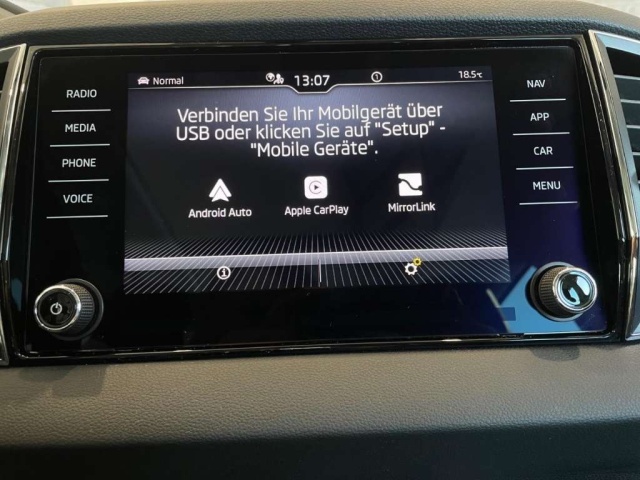 RADIO
MEDIA
PHONE
VOICE
Normal
13:07
1
18.5°C
Verbinden Sie Ihr Mobilgerät über
USB oder klicken Sie auf "Setup" -
"Mobile Geräte".
Android Auto
Apple CarPlay
MirrorLink
NAV
APP
CAR
MENU